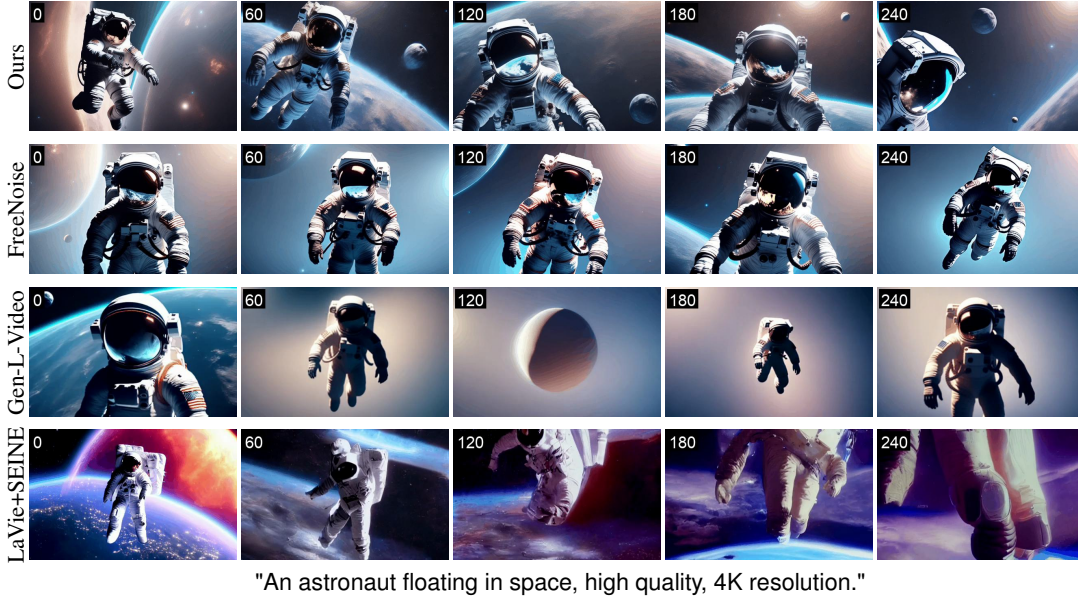 Ours
0 60 120 180 240
FreeNoise
0 60 120 180 240
Gen-L-Video
0 60 120 180 240
LaVie+SEINE
0 60 120 180 240
"An astronaut floating in space, high quality, 4K resolution."